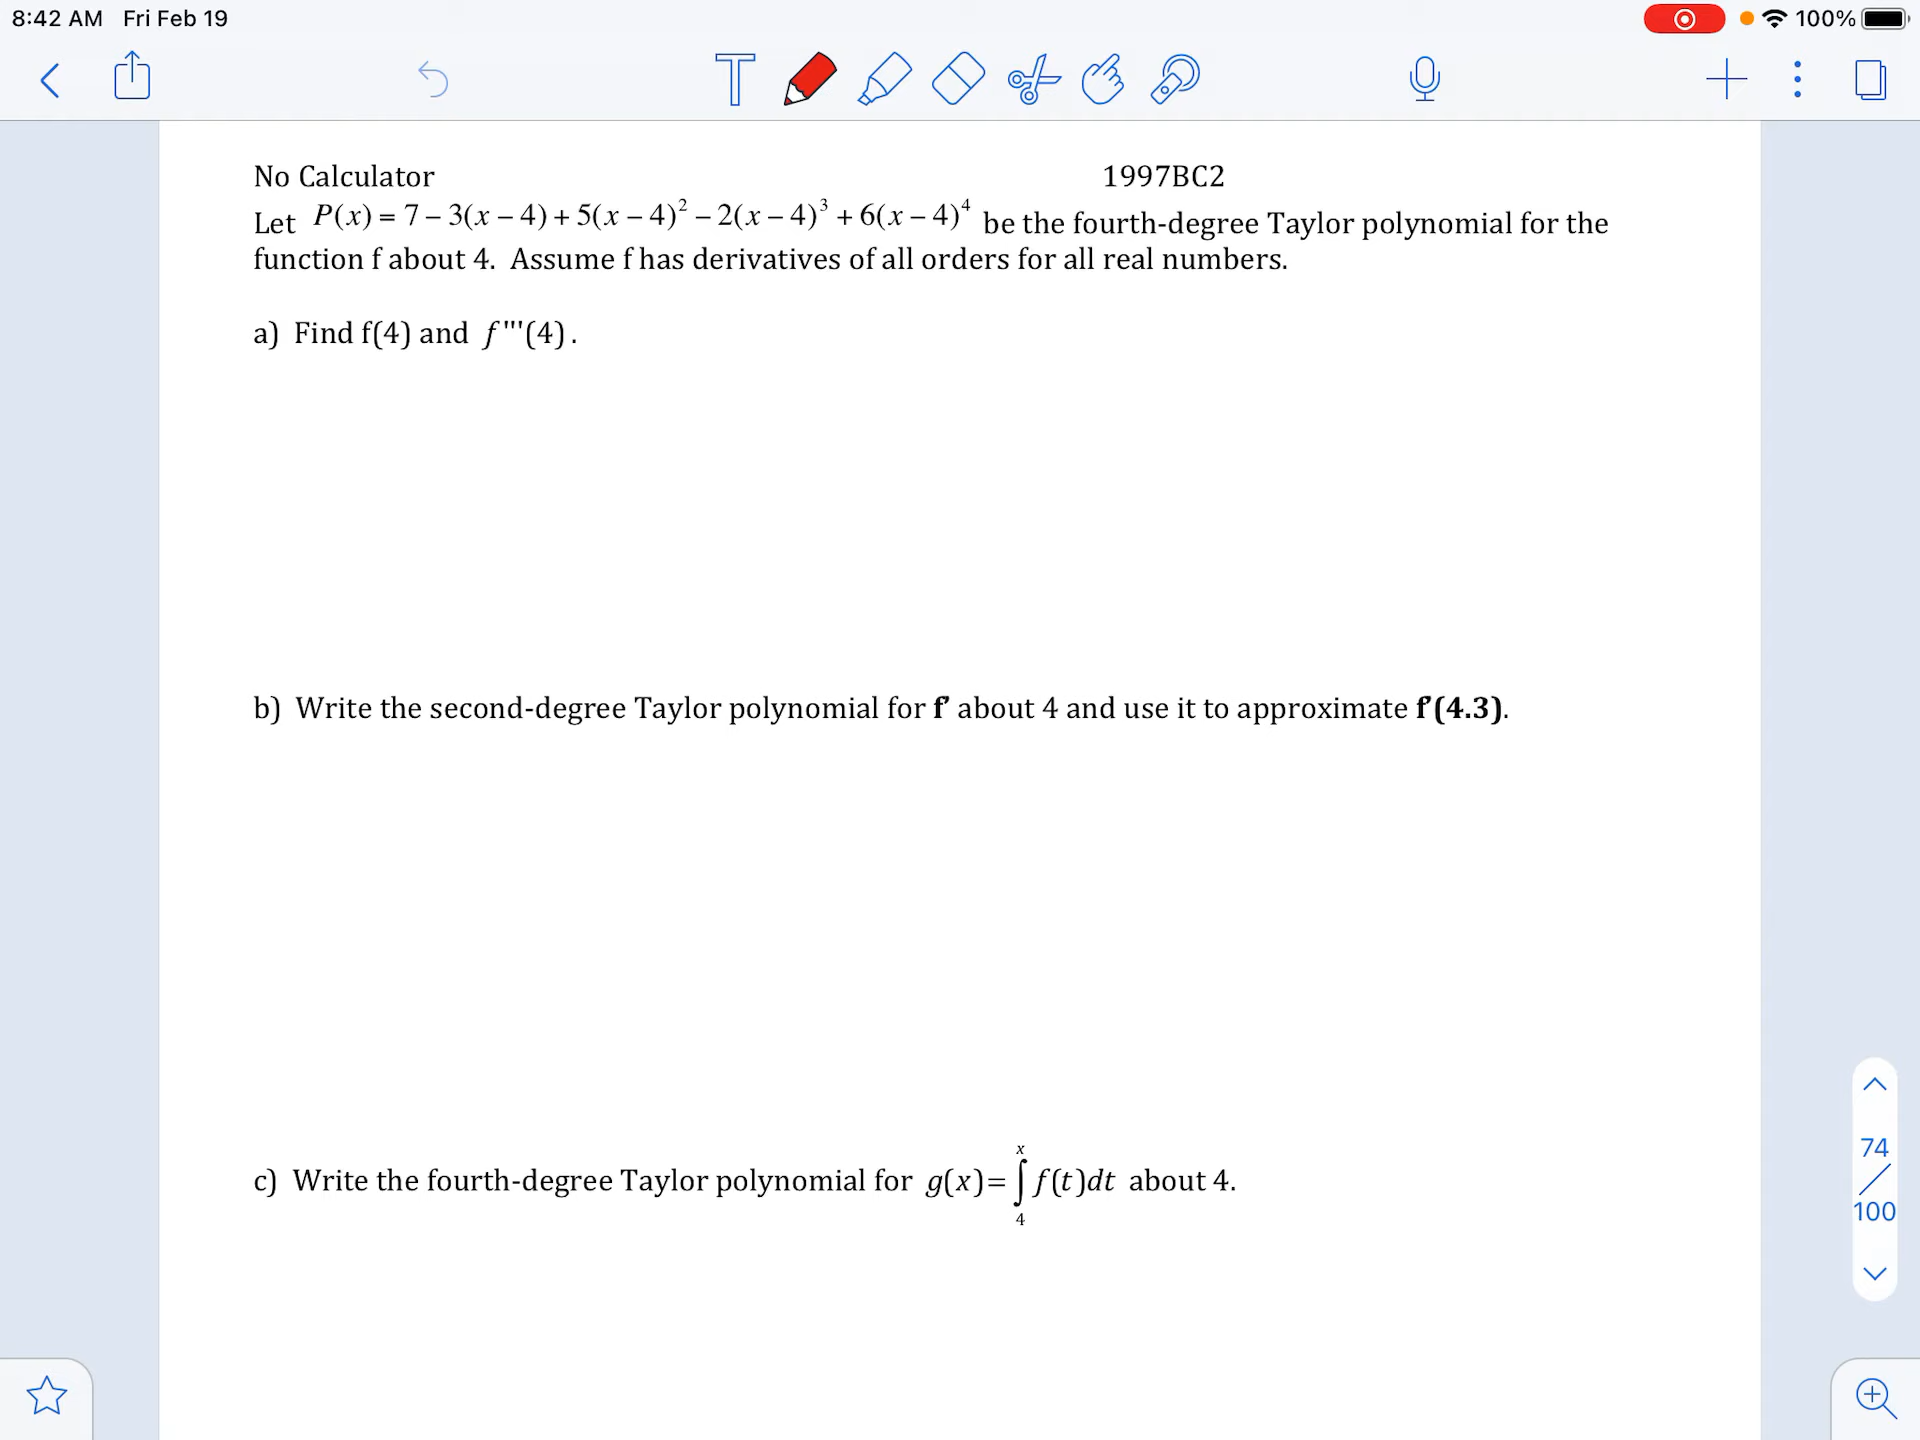 8:42 AM Fri Feb 19 100%
No Calculator 1997BC2
Let P(x) = 7 – 3(x – 4) + 5(x – 4)² – 2(x – 4)³ + 6(x – 4)⁴ be the fourth-degree Taylor polynomial for the
function f about 4. Assume f has derivatives of all orders for all real numbers.
a) Find f(4) and f'''(4).
b) Write the second-degree Taylor polynomial for f' about 4 and use it to approximate f'(4.3).
c) Write the fourth-degree Taylor polynomial for g(x)=∫₄ˣ f(t)dt about 4.
74
/
100